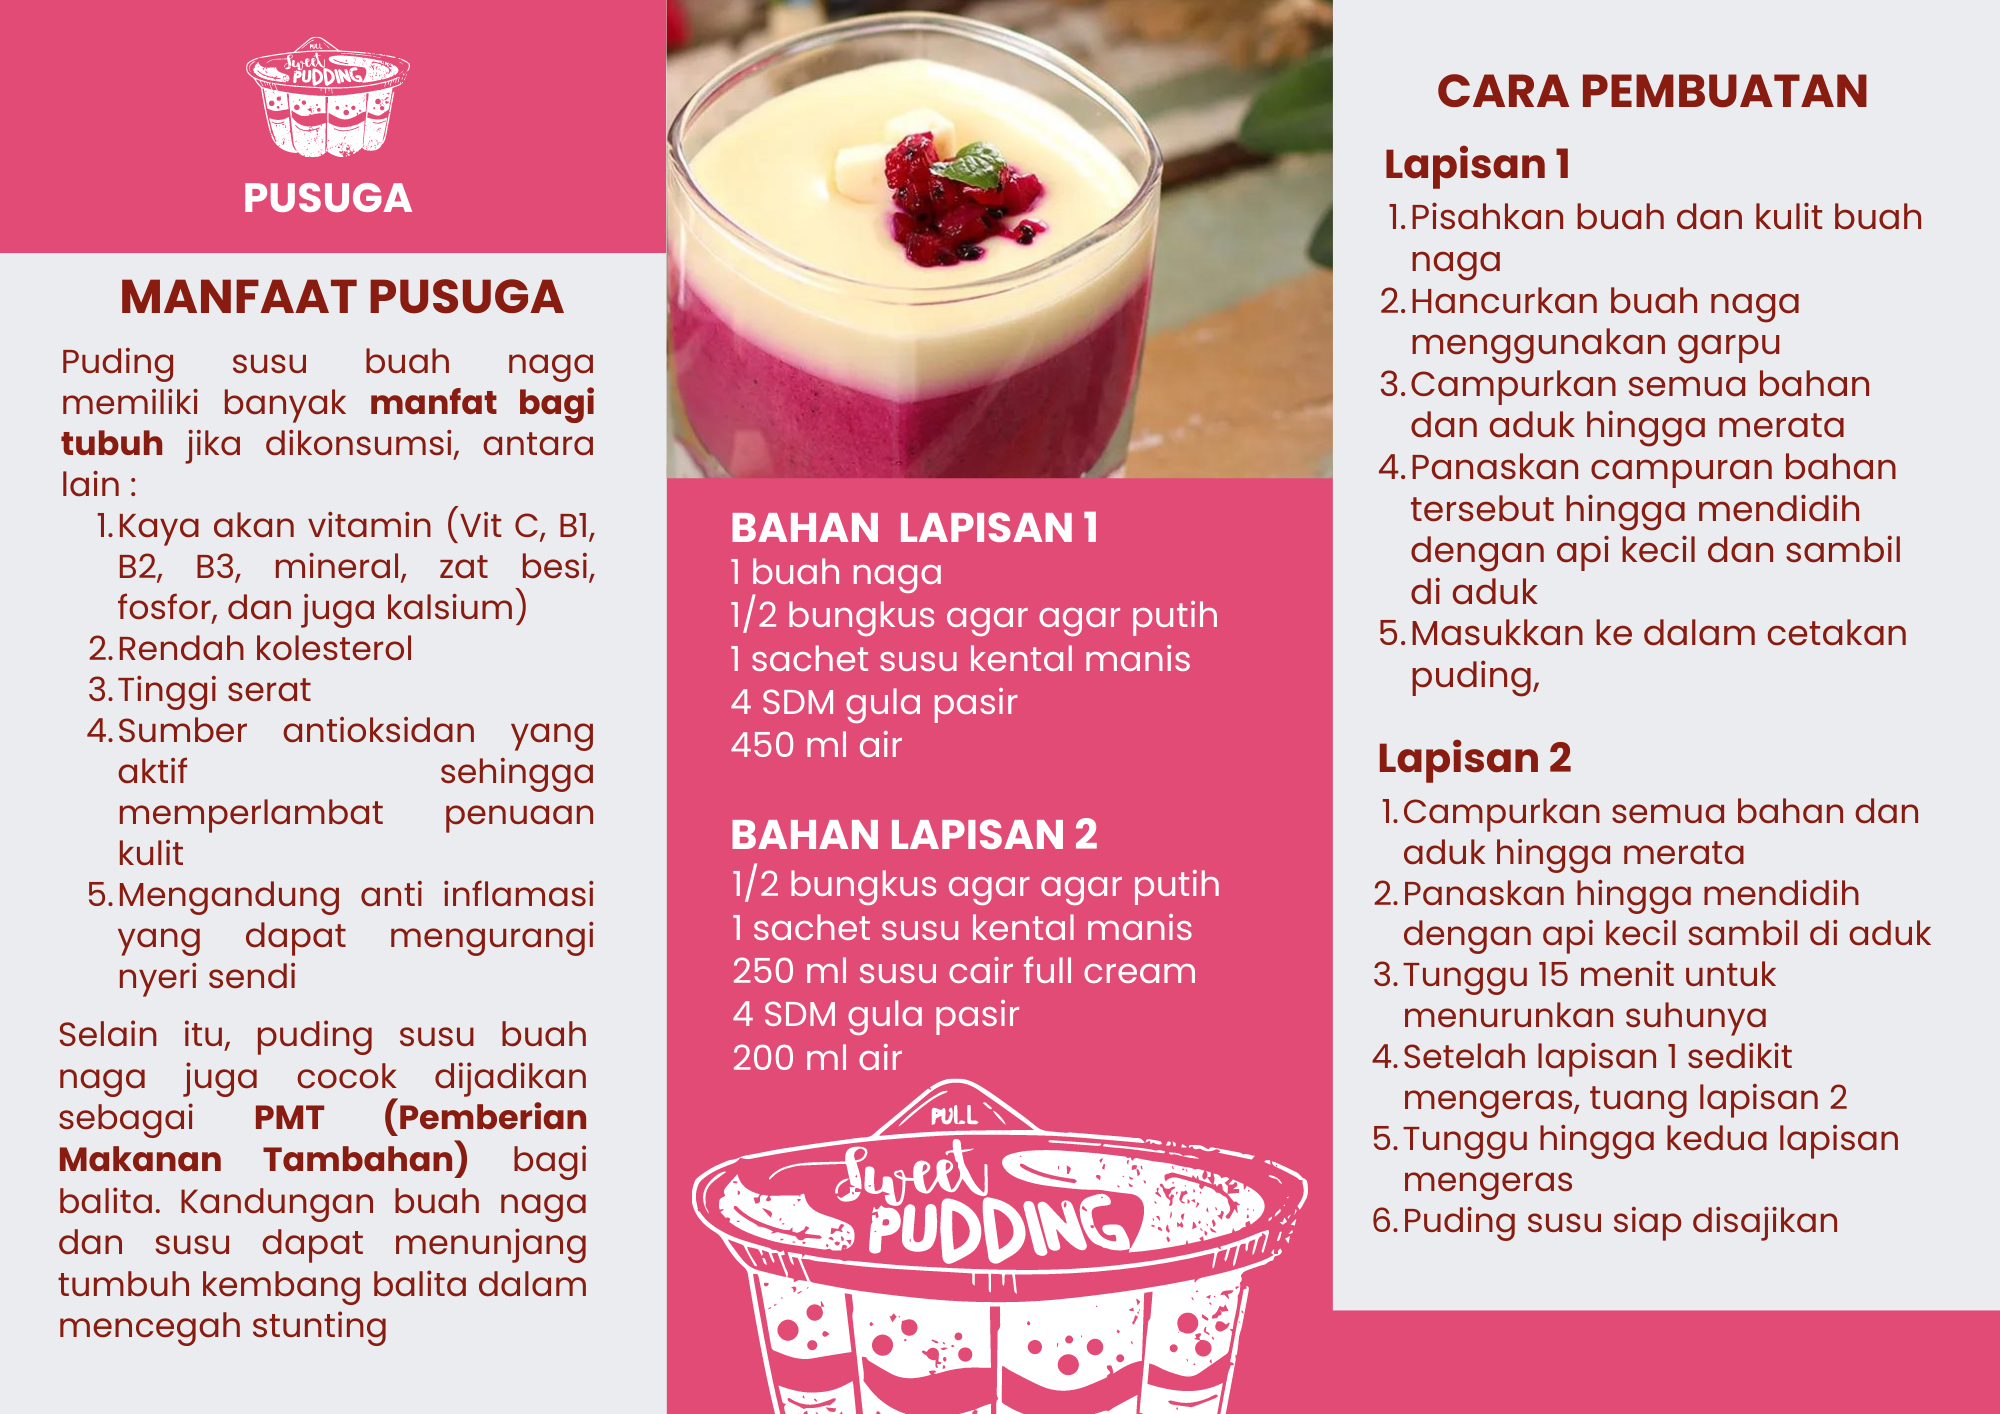 PULL
Sweet
PUDDING
PUSUGA
MANFAAT PUSUGA
Puding susu buah naga
memiliki banyak manfat bagi
tubuh jika dikonsumsi, antara
lain :
1. Kaya akan vitamin (Vit C, B1,
B2, B3, mineral, zat besi,
fosfor, dan juga kalsium)
2. Rendah kolesterol
3. Tinggi serat
4. Sumber antioksidan yang
aktif sehingga
memperlambat penuaan
kulit
5. Mengandung anti inflamasi
yang dapat mengurangi
nyeri sendi
Selain itu, puding susu buah
naga juga cocok dijadikan
sebagai PMT (Pemberian
Makanan Tambahan) bagi
balita. Kandungan buah naga
dan susu dapat menunjang
tumbuh kembang balita dalam
mencegah stunting
BAHAN LAPISAN 1
1 buah naga
1/2 bungkus agar agar putih
1 sachet susu kental manis
4 SDM gula pasir
450 ml air
BAHAN LAPISAN 2
1/2 bungkus agar agar putih
1 sachet susu kental manis
250 ml susu cair full cream
4 SDM gula pasir
200 ml air
PULL
Sweet
PUDDING
CARA PEMBUATAN
Lapisan 1
1. Pisahkan buah dan kulit buah
naga
2. Hancurkan buah naga
menggunakan garpu
3. Campurkan semua bahan
dan aduk hingga merata
4. Panaskan campuran bahan
tersebut hingga mendidih
dengan api kecil dan sambil
di aduk
5. Masukkan ke dalam cetakan
puding,
Lapisan 2
1. Campurkan semua bahan dan
aduk hingga merata
2. Panaskan hingga mendidih
dengan api kecil sambil di aduk
3. Tunggu 15 menit untuk
menurunkan suhunya
4. Setelah lapisan 1 sedikit
mengeras, tuang lapisan 2
5. Tunggu hingga kedua lapisan
mengeras
6. Puding susu siap disajikan